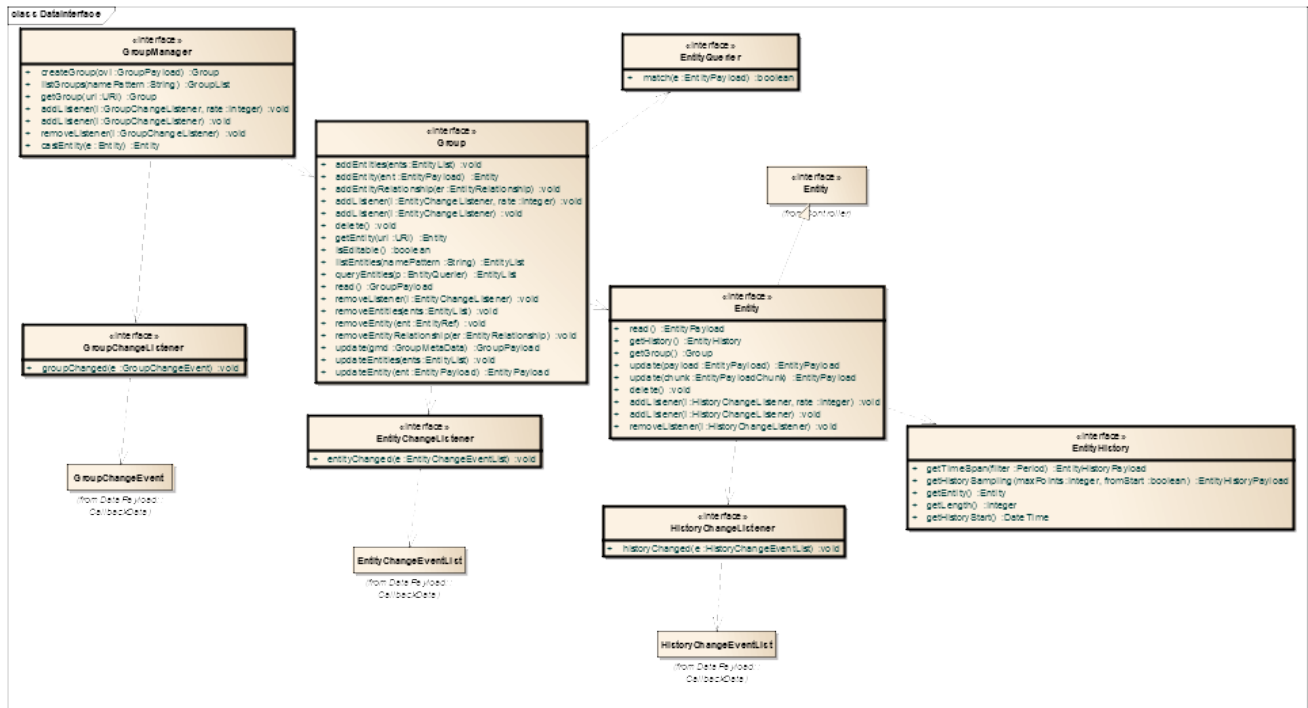 class DataInterface
«interface»
GroupManager
+ createGroup(ovl :GroupPayload) :Group
+ listGroups(namePattern :String) :GroupList
+ getGroup(uri :URI) :Group
+ addListener(l :GroupChangeListener, rate :Integer) :void
+ addListener(l :GroupChangeListener) :void
+ removeListener(l :GroupChangeListener) :void
+ castEntity(e :Entity) :Entity
«interface»
EntityQuerier
+ match(e :EntityPayload) :boolean
«interface»
Group
+ addEntities(ents :EntityList) :void
+ addEntity(ent :EntityPayload) :Entity
+ addEntityRelationship(er :EntityRelationship) :void
+ addListener(l :EntityChangeListener, rate :Integer) :void
+ addListener(l :EntityChangeListener) :void
+ delete() :void
+ getEntity(uri :URI) :Entity
+ isEditable() :boolean
+ listEntities(namePattern :String) :EntityList
+ queryEntities(p :EntityQuerier) :EntityList
+ read() :GroupPayload
+ removeListener(l :EntityChangeListener) :void
+ removeEntities(ents :EntityList) :void
+ removeEntity(ent :EntityRef) :void
+ removeEntityRelationship(er :EntityRelationship) :void
+ update(gmd :GroupMetaData) :GroupPayload
+ updateEntities(ents :EntityList) :void
+ updateEntity(ent :EntityPayload) :EntityPayload
«interface»
Entity
(from Controller)
«interface»
Entity
+ read() :EntityPayload
+ getHistory() :EntityHistory
+ getGroup() :Group
+ update(payload :EntityPayload) :EntityPayload
+ update(chunk :EntityPayloadChunk) :EntityPayload
+ delete() :void
+ addListener(l :HistoryChangeListener, rate :Integer) :void
+ addListener(l :HistoryChangeListener) :void
+ removeListener(l :HistoryChangeListener) :void
«interface»
GroupChangeListener
+ groupChanged(e :GroupChangeEvent) :void
«interface»
EntityChangeListener
+ entityChanged(e :EntityChangeEventList) :void
«interface»
EntityHistory
+ getTimeSpan(filter :Period) :EntityHistoryPayload
+ getHistorySampling(maxPoints :Integer, fromStart :boolean) :EntityHistoryPayload
+ getEntity() :Entity
+ getLength() :Integer
+ getHistoryStart() :DateTime
GroupChangeEvent
(from Data Payload::
CallbackData)
«interface»
HistoryChangeListener
+ historyChanged(e :HistoryChangeEventList) :void
EntityChangeEventList
(from Data Payload::
CallbackData)
HistoryChangeEventList
(from Data Payload::
CallbackData)